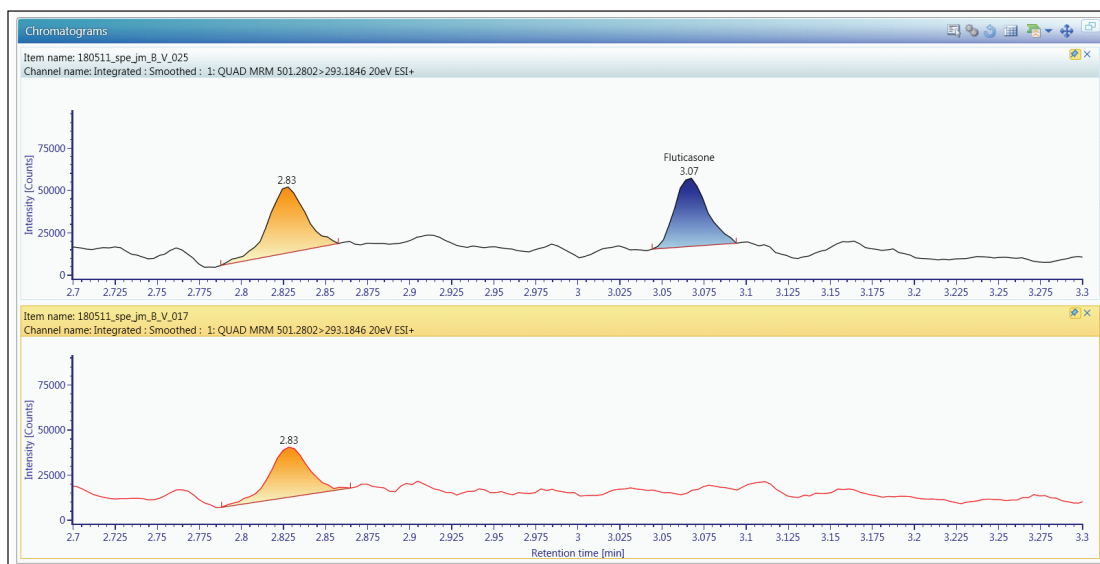 Chromatograms
Item name: 180511_spe_jm_B_V_025
Channel name: Integrated : Smoothed : 1: QUAD MRM 501.2802>293.1846 20eV ESI+
Intensity [Counts]
75000
50000
25000
0
2.83
Fluticasone
3.07
2.7 2.725 2.75 2.775 2.8 2.825 2.85 2.875 2.9 2.925 2.95 2.975 3 3.025 3.05 3.075 3.1 3.125 3.15 3.175 3.2 3.225 3.25 3.275 3.3
Item name: 180511_spe_jm_B_V_017
Channel name: Integrated : Smoothed : 1: QUAD MRM 501.2802>293.1846 20eV ESI+
Intensity [Counts]
75000
50000
25000
0
2.83
2.7 2.725 2.75 2.775 2.8 2.825 2.85 2.875 2.9 2.925 2.95 2.975 3 3.025 3.05 3.075 3.1 3.125 3.15 3.175 3.2 3.225 3.25 3.275 3.3
Retention time [min]